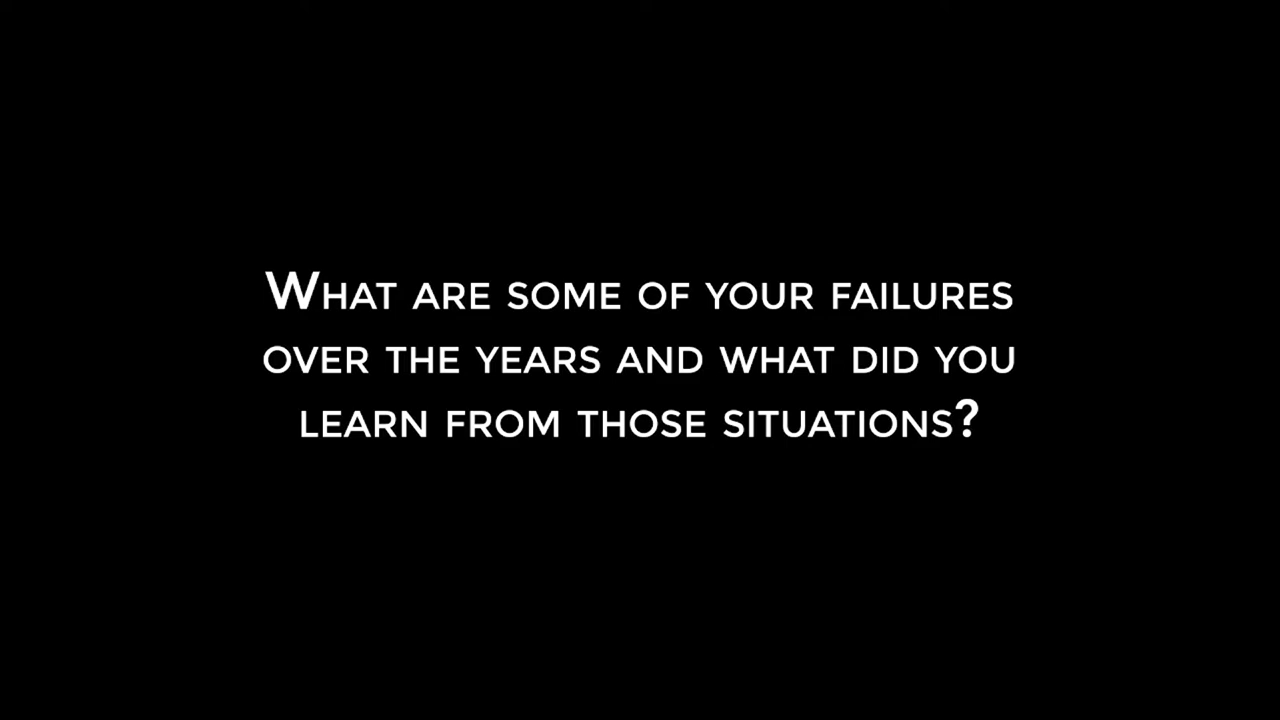 What are some of your failures
over the years and what did you
learn from those situations?